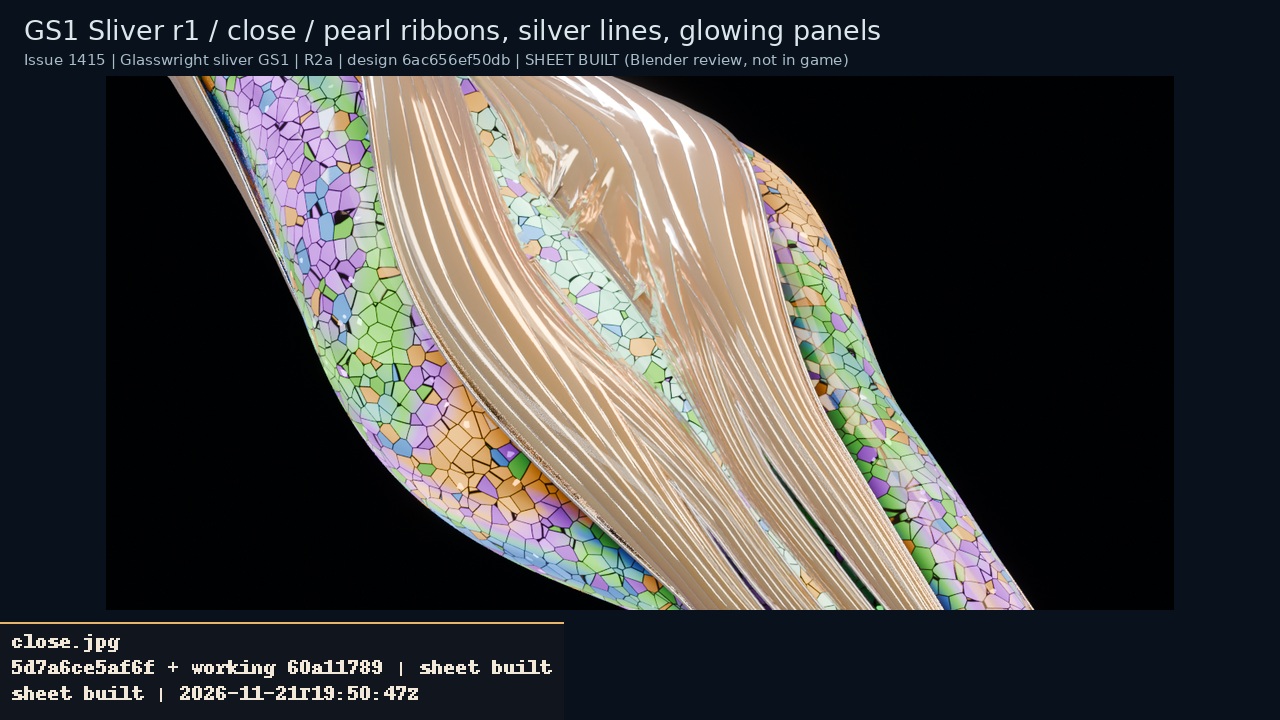 GS1 Sliver r1 / close / pearl ribbons, silver lines, glowing panels
Issue 1415 | Glasswright sliver GS1 | R2a | design 6ac656ef50db | SHEET BUILT (Blender review, not in game)
close.jpg
5d7a6ce5af6f + working 60a11789 | sheet built
sheet built | 2026-11-21r19:50:47z